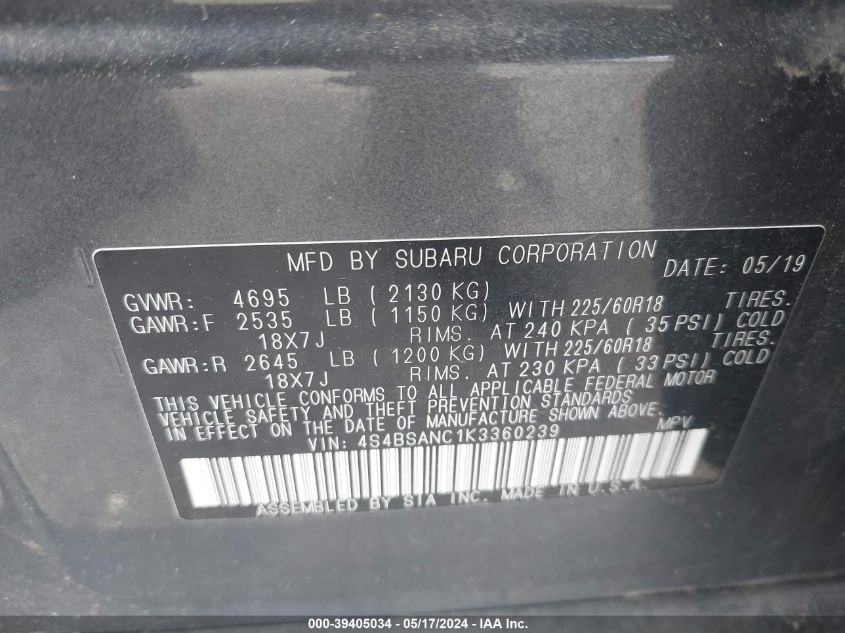 MFD BY SUBARU CORPORATION DATE: 05/19
GVWR: 4695 LB ( 2130 KG)
GAWR:F 2535 LB ( 1150 KG) WITH 225/60R18 TIRES.
18X7J RIMS. AT 240 KPA ( 35 PSI) COLD
GAWR:R 2645 LB ( 1200 KG) WITH 225/60R18 TIRES.
18X7J RIMS. AT 230 KPA ( 33 PSI) COLD
THIS VEHICLE CONFORMS TO ALL APPLICABLE FEDERAL MOTOR
VEHICLE SAFETY AND THEFT PREVENTION STANDARDS
IN EFFECT ON THE DATE OF MANUFACTURE SHOWN ABOVE.
VIN: 4S4BSANC1K3360239 MPV
ASSEMBLED BY SIA INC. MADE IN U.S.A.
000-39405034 - 05/17/2024 - IAA Inc.